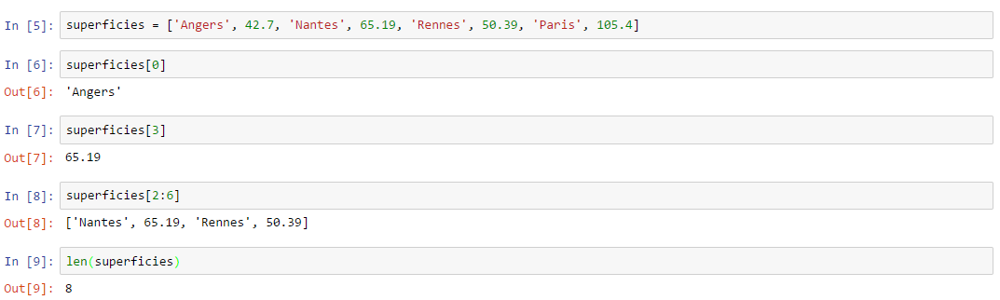 In [5]: superficies = ['Angers', 42.7, 'Nantes', 65.19, 'Rennes', 50.39, 'Paris', 105.4]
In [6]: superficies[0]
Out[6]: 'Angers'
In [7]: superficies[3]
Out[7]: 65.19
In [8]: superficies[2:6]
Out[8]: ['Nantes', 65.19, 'Rennes', 50.39]
In [9]: len(superficies)
Out[9]: 8